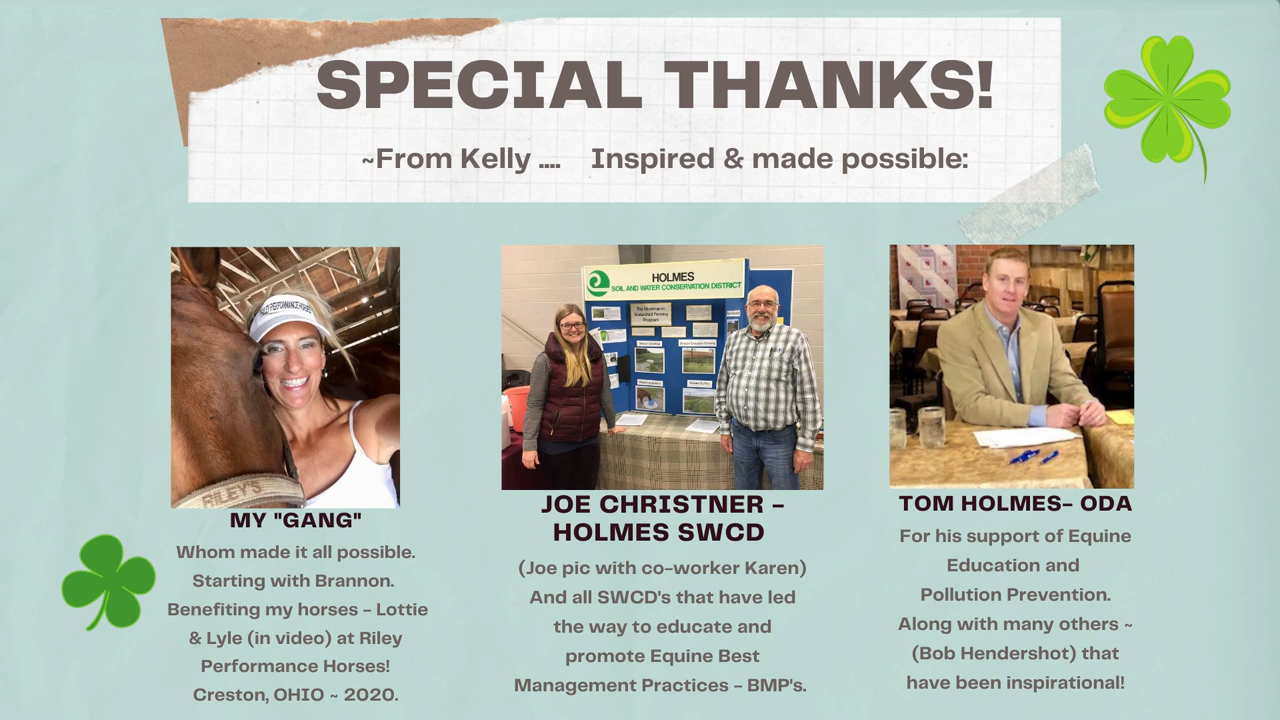 SPECIAL THANKS!
~From Kelly .... Inspired & made possible:
RILEY PERFORMANCE HORSES
RILEY'S
MY "GANG"
Whom made it all possible.
Starting with Brannon.
Benefiting my horses - Lottie
& Lyle (in video) at Riley
Performance Horses!
Creston, OHIO ~ 2020.
HOLMES
SOIL AND WATER CONSERVATION DISTRICT
JOE CHRISTNER -
HOLMES SWCD
(Joe pic with co-worker Karen)
And all SWCD's that have led
the way to educate and
promote Equine Best
Management Practices - BMP's.
TOM HOLMES- ODA
For his support of Equine
Education and
Pollution Prevention.
Along with many others ~
(Bob Hendershot) that
have been inspirational!